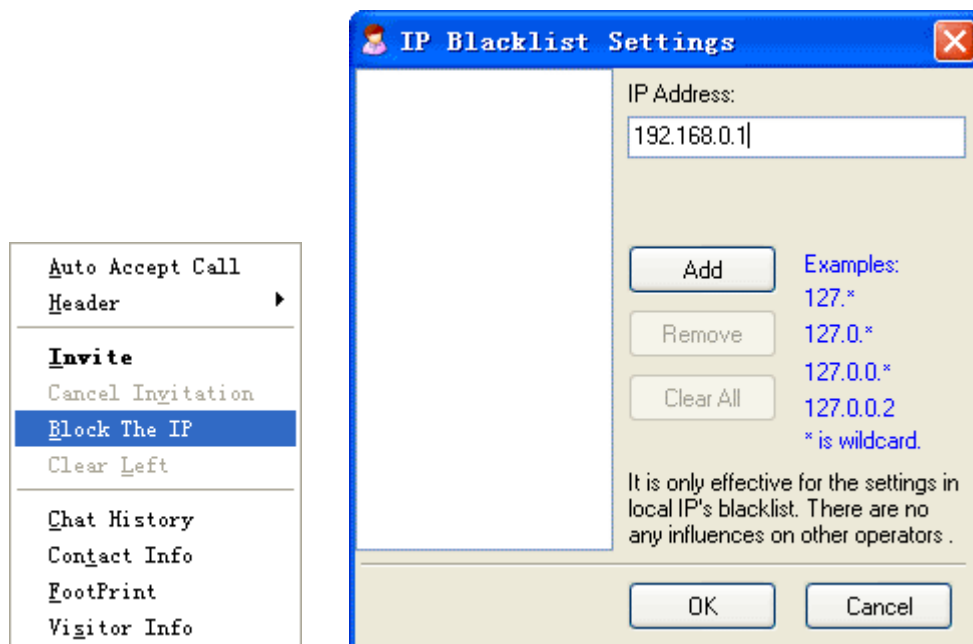 Auto Accept Call
Header
Invite
Cancel Invitation
Block The IP
Clear Left
Chat History
Contact Info
FootPrint
Visitor Info
IP Blacklist Settings
IP Address:
192.168.0.1
Add
Remove
Clear All
Examples:
127.*
127.0.*
127.0.0.*
127.0.0.2
* is wildcard.
It is only effective for the settings in
local IP's blacklist. There are no
any influences on other operators .
OK
Cancel